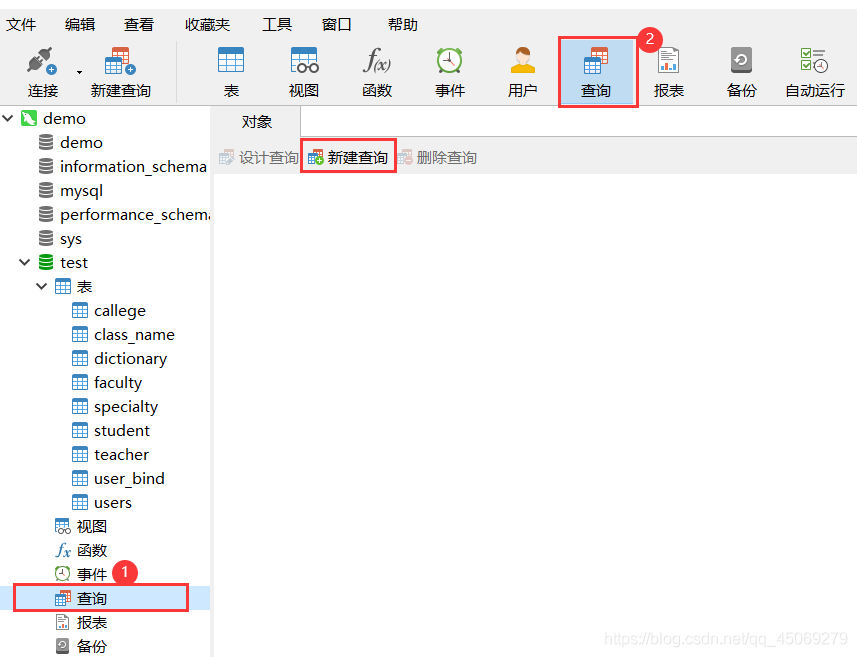 文件 编辑 查看 收藏夹 工具 窗口 帮助
2
连接 新建查询 表 视图 函数 事件 用户 查询 报表 备份 自动运行
demo
对象
设计查询 新建查询 删除查询
demo
information_schema
mysql
performance_schema
sys
test
表
callege
class_name
dictionary
faculty
specialty
student
teacher
user_bind
users
视图
函数
事件
1
查询
报表
备份
https://blog.csdn.net/qq_45069279